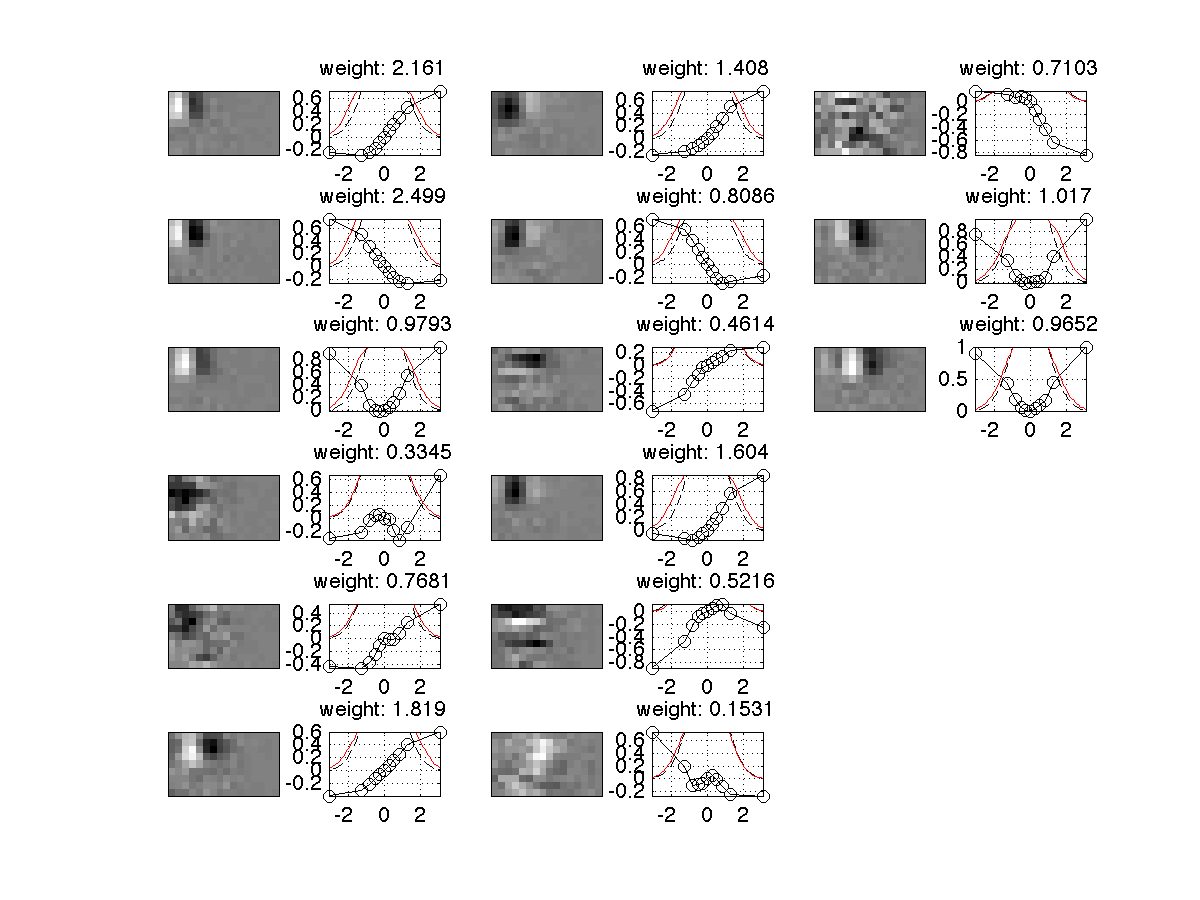 weight: 2.161 weight: 1.408 weight: 0.7103
0.6 0.4 0.2 0 -0.2 0.6 0.4 0.2 0 -0.2 0 -0.2 -0.4 -0.6 -0.8
-2 0 2 -2 0 2 -2 0 2
weight: 2.499 weight: 0.8086 weight: 1.017
0.6 0.4 0.2 0 -0.2 0.6 0.4 0.2 0 -0.2 0.8 0.6 0.4 0.2 0
-2 0 2 -2 0 2 -2 0 2
weight: 0.9793 weight: 0.4614 weight: 0.9652
0.8 0.6 0.4 0.2 0 0.2 0 -0.2 -0.4 -0.6 1 0.5 0
-2 0 2 -2 0 2 -2 0 2
weight: 0.3345 weight: 1.604
0.6 0.4 0.2 0 -0.2 0.8 0.6 0.4 0.2 0
-2 0 2 -2 0 2
weight: 0.7681 weight: 0.5216
0.4 0.2 0 -0.2 -0.4 0 -0.2 -0.4 -0.6 -0.8
-2 0 2 -2 0 2
weight: 1.819 weight: 0.1531
0.6 0.4 0.2 0 -0.2 0.6 0.4 0.2 0 -0.2
-2 0 2 -2 0 2